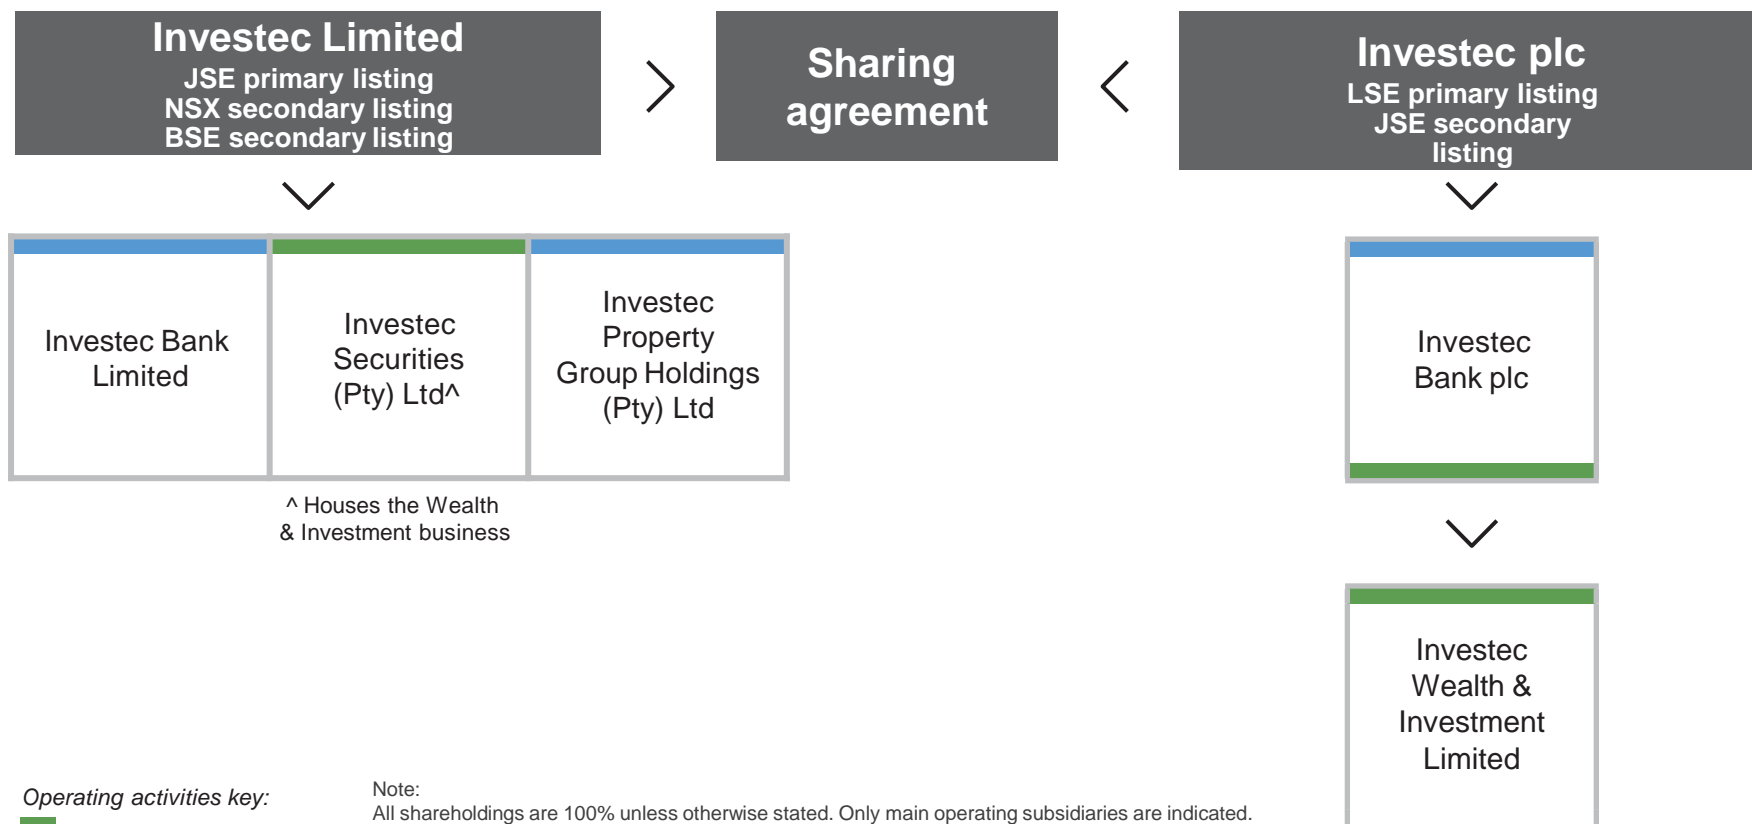 Investec Limited
JSE primary listing
NSX secondary listing
BSE secondary listing
Sharing
agreement
Investec plc
LSE primary listing
JSE secondary
listing
Investec Bank
Limited
Investec
Securities
(Pty) Ltd^
Investec
Property
Group Holdings
(Pty) Ltd
Investec
Bank plc
^ Houses the Wealth
& Investment business
Investec
Wealth &
Investment
Limited
Operating activities key:
Note:
All shareholdings are 100% unless otherwise stated. Only main operating subsidiaries are indicated.